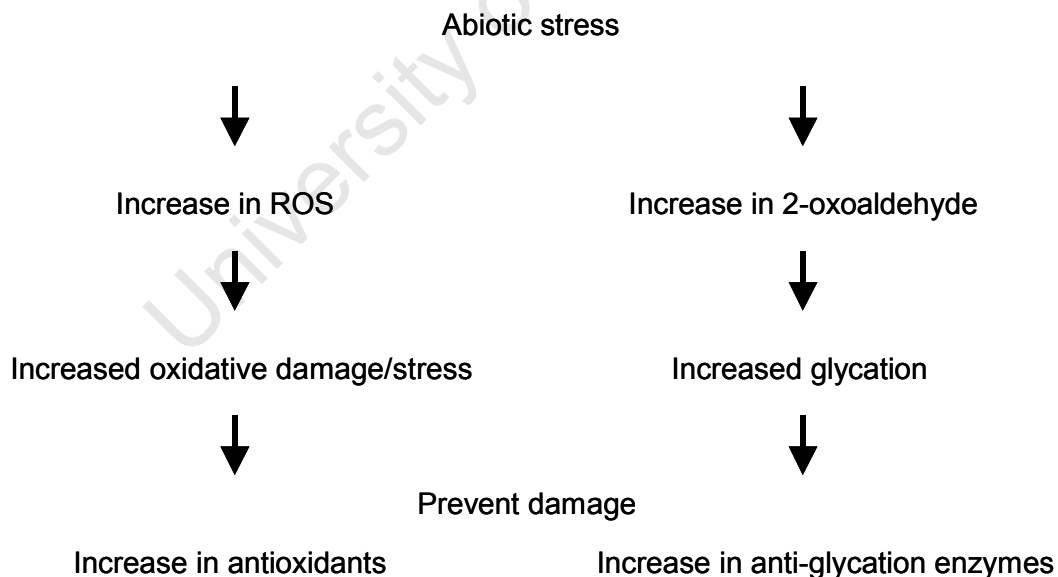 Abiotic stress
Increase in ROS
Increase in 2-oxoaldehyde
Increased oxidative damage/stress
Increased glycation
Prevent damage
Increase in antioxidants
Increase in anti-glycation enzymes
University o